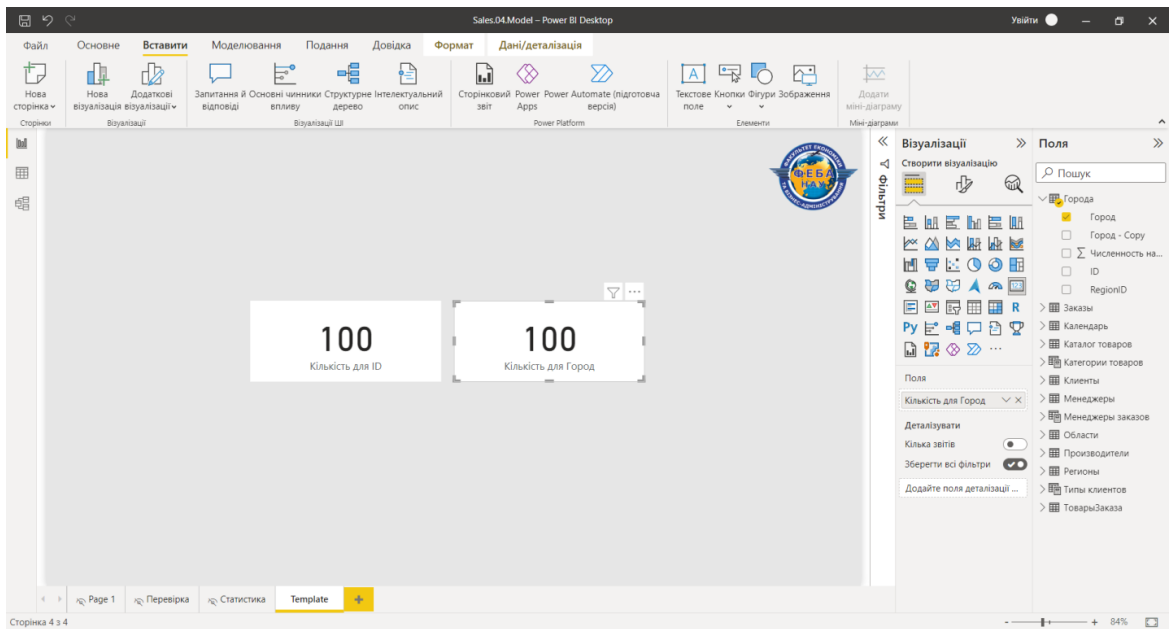 Sales.04.Model – Power BI Desktop
Увійти
Файл Основне Вставити Моделювання Подання Довідка Формат Дані/деталізація
Нова сторінка
Нова візуалізація
Додаткові візуалізації
Запитання й відповіді
Основні чинники впливу
Структурне дерево
Інтелектуальний опис
Сторінковий звіт
Power Apps
Power Automate (підготовча версія)
Текстове поле
Кнопки
Фігури
Зображення
Додати міні-діаграму
Сторінки
Візуалізації
Візуалізації ШІ
Power Platform
Елементи
Міні-діаграми
ФЕБА
НАУ
100
Кількість для ID
100
Кількість для Город
Фільтри
Візуалізації
Створити візуалізацію
123
R
Py
Поля
Кількість для Город
Деталізувати
Кілька звітів
Зберегти всі фільтри
Додайте поля деталізації ...
Поля
Пошук
Города
Город
Город - Copy
∑ Численность на...
ID
RegionID
Заказы
Календарь
Каталог товаров
Категории товаров
Клиенты
Менеджеры
Менеджеры заказов
Области
Производители
Регионы
Типы клиентов
ТоварыЗаказа
Page 1
Перевірка
Статистика
Template
+
Сторінка 4 з 4
- + 84%